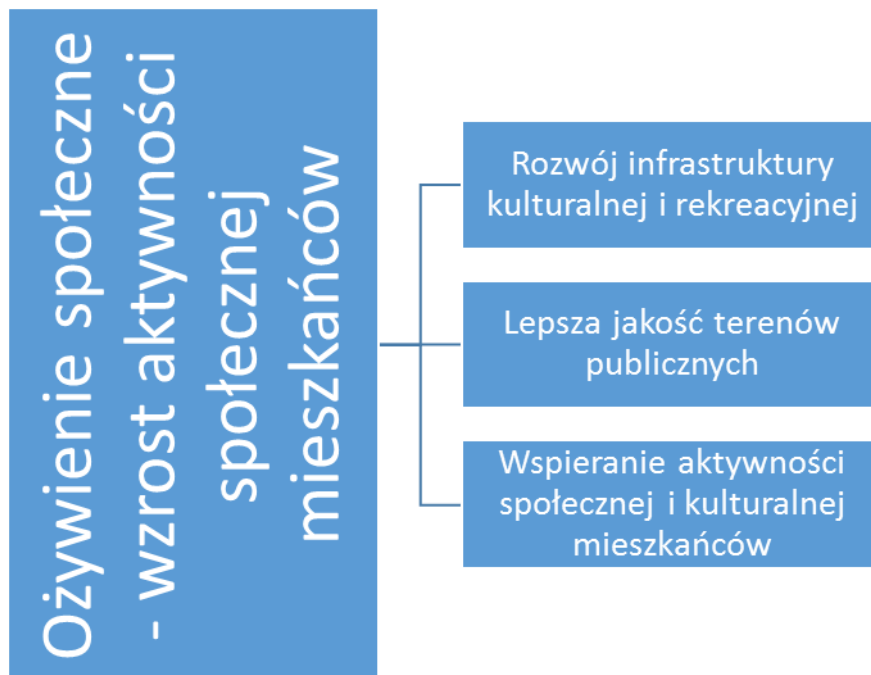 Ożywienie społeczne
- wzrost aktywności
społecznej
mieszkańców
Rozwój infrastruktury
kulturalnej i rekreacyjnej
Lepsza jakość terenów
publicznych
Wspieranie aktywności
społecznej i kulturalnej
mieszkańców